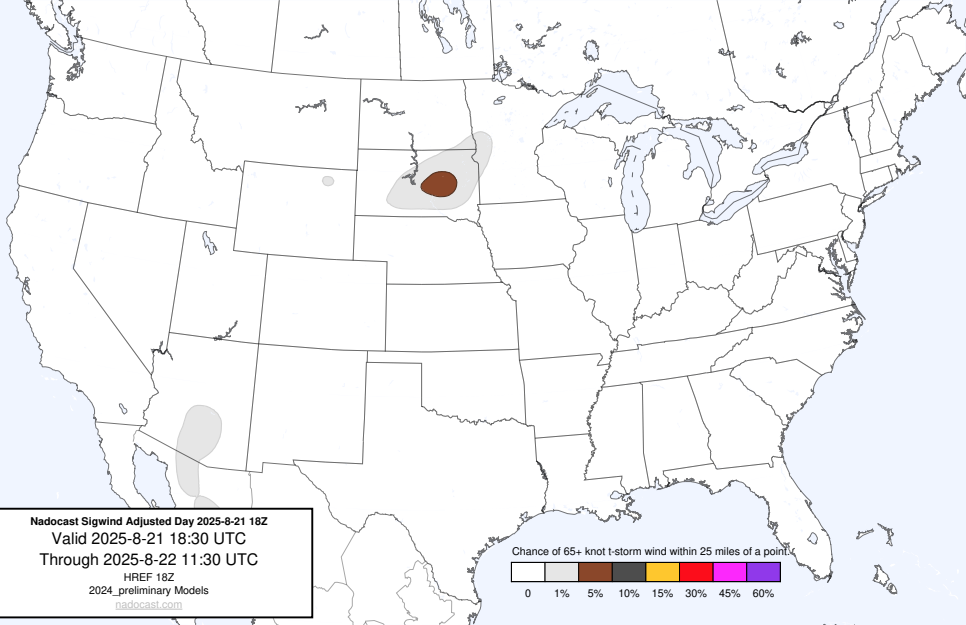 Nadocast Sigwind Adjusted Day 2025-8-21 18Z
Valid 2025-8-21 18:30 UTC
Through 2025-8-22 11:30 UTC
HREF 18Z
2024_preliminary Models
nadocast.com
Chance of 65+ knot t-storm wind within 25 miles of a point.
0 1% 5% 10% 15% 30% 45% 60%